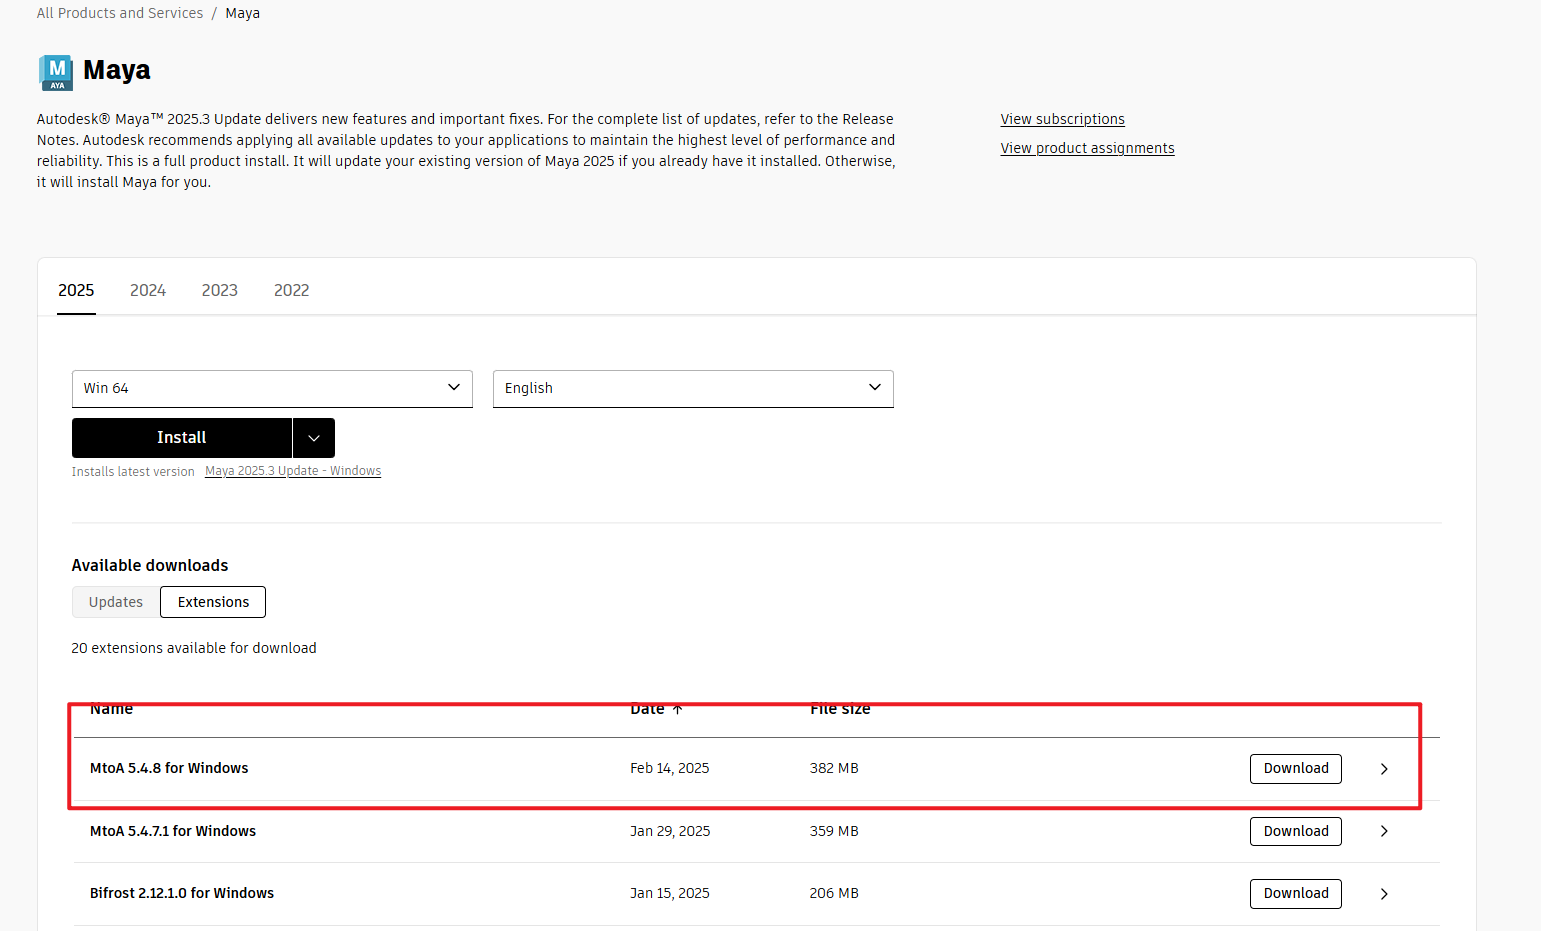 All Products and Services / Maya
M
AYA
Maya
Autodesk® Maya™ 2025.3 Update delivers new features and important fixes. For the complete list of updates, refer to the Release
Notes. Autodesk recommends applying all available updates to your applications to maintain the highest level of performance and
reliability. This is a full product install. It will update your existing version of Maya 2025 if you already have it installed. Otherwise,
it will install Maya for you.
View subscriptions
View product assignments
2025 2024 2023 2022
Win 64 English
Install
Installs latest version Maya 2025.3 Update - Windows
Available downloads
Updates Extensions
20 extensions available for download
Name Date ↑ File size
MtoA 5.4.8 for Windows Feb 14, 2025 382 MB Download
MtoA 5.4.7.1 for Windows Jan 29, 2025 359 MB Download
Bifrost 2.12.1.0 for Windows Jan 15, 2025 206 MB Download